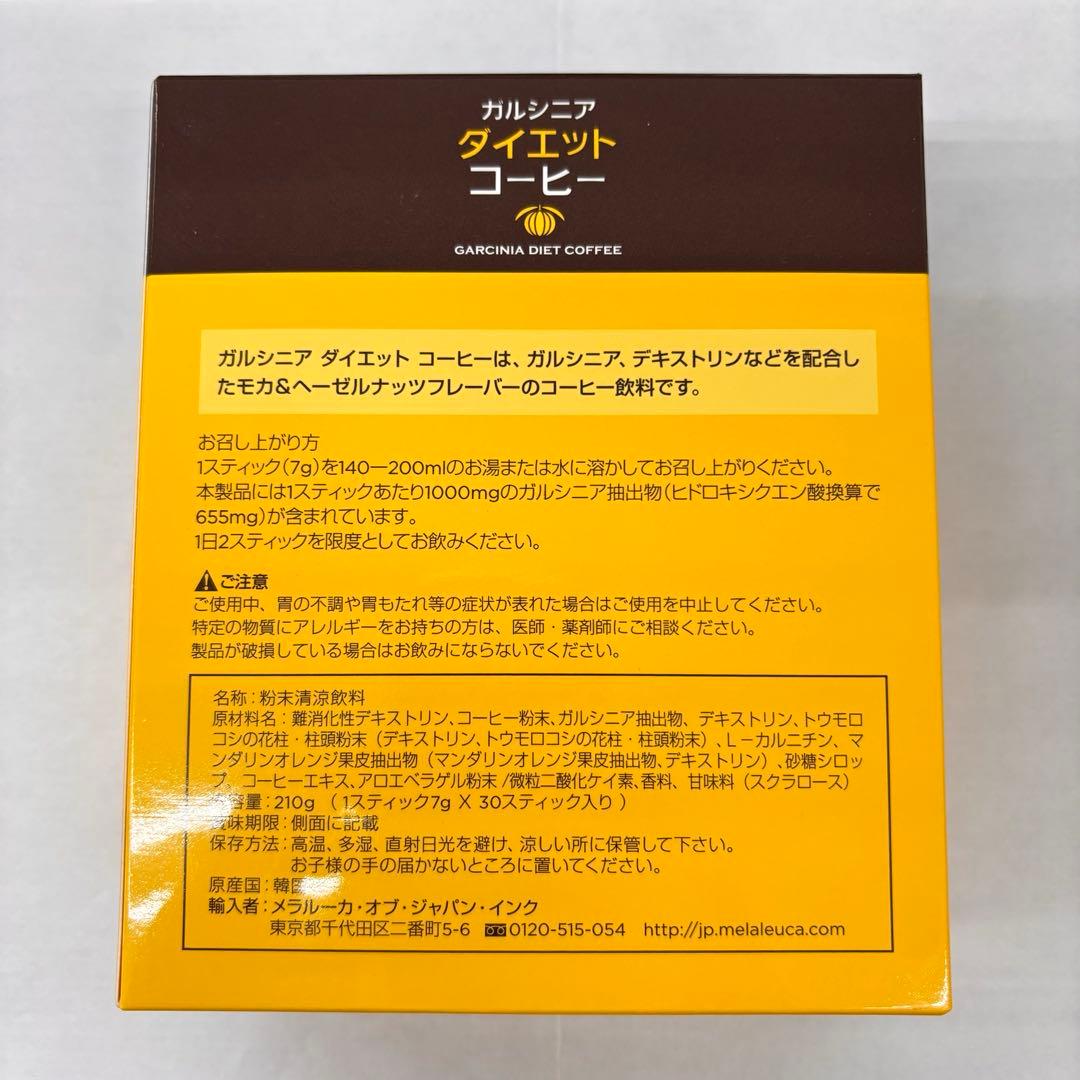 ガルシニア
ダイエット
コーヒー
GARCINIA DIET COFFEE
ガルシニア ダイエット コーヒーは、ガルシニア、デキストリンなどを配合し
たモカ&ヘーゼルナッツフレーバーのコーヒー飲料です。
お召し上がり方
1スティック(7g)を140ー200mlのお湯または水に溶かしてお召し上がりください。
本製品には1スティックあたり1000mgのガルシニア抽出物(ヒドロキシクエン酸換算で
655mg)が含まれています。
1日2スティックを限度としてお飲みください。
ご注意
ご使用中、胃の不調や胃もたれ等の症状が表れた場合はご使用を中止してください。
特定の物質にアレルギーをお持ちの方は、医師・薬剤師にご相談ください。
製品が破損している場合はお飲みにならないでください。
名称:粉末清涼飲料
原材料名:難消化性デキストリン、コーヒー粉末、ガルシニア抽出物、デキストリン、トウモロ
コシの花柱・柱頭粉末(デキストリン、トウモロコシの花柱・柱頭粉末)、L-カルニチン、マ
ンダリンオレンジ果皮抽出物(マンダリンオレンジ果皮抽出物、デキストリン)、砂糖シロッ
プ、コーヒーエキス、アロエベラゲル粉末/微粒二酸化ケイ素、香料、甘味料(スクラロース)
容量:210g (1スティック7g X 30スティック入り)
味期限:側面に記載
保存方法:高温、多湿、直射日光を避け、涼しい所に保管して下さい。
お子様の手の届かないところに置いてください。
原産国:韓国
輸入者:メラルーカ・オブ・ジャパン・インク
東京都千代田区二番町5-6 0120-515-054 http://jp.melaleuca.com